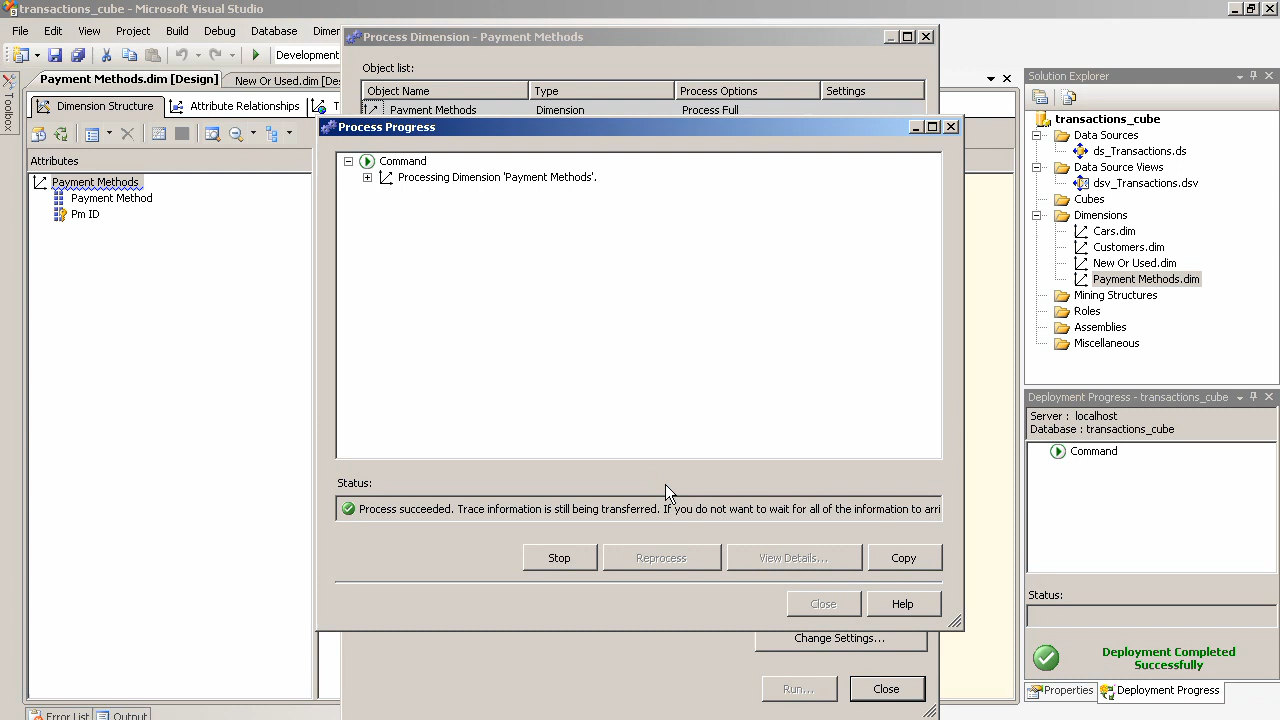 transactions_cube - Microsoft Visual Studio
File Edit View Project Build Debug Database Dimen
Development
Payment Methods.dim [Design] New Or Used.dim [De
Dimension Structure Attribute Relationships T
Attributes
Payment Methods
Payment Method
Pm ID
Process Dimension - Payment Methods
Object list:
Object Name Type Process Options Settings
Payment Methods Dimension Process Full
Process Progress
Command
Processing Dimension 'Payment Methods'.
Status:
Process succeeded. Trace information is still being transferred. If you do not want to wait for all of the information to arri
Stop Reprocess View Details... Copy
Close Help
Change Settings...
Run... Close
Toolbox
Solution Explorer
transactions_cube
Data Sources
ds_Transactions.ds
Data Source Views
dsv_Transactions.dsv
Cubes
Dimensions
Cars.dim
Customers.dim
New Or Used.dim
Payment Methods.dim
Mining Structures
Roles
Assemblies
Miscellaneous
Deployment Progress - transactions_cube
Server : localhost
Database : transactions_cube
Command
Status:
Deployment Completed
Successfully
Properties Deployment Progress
Error List Output